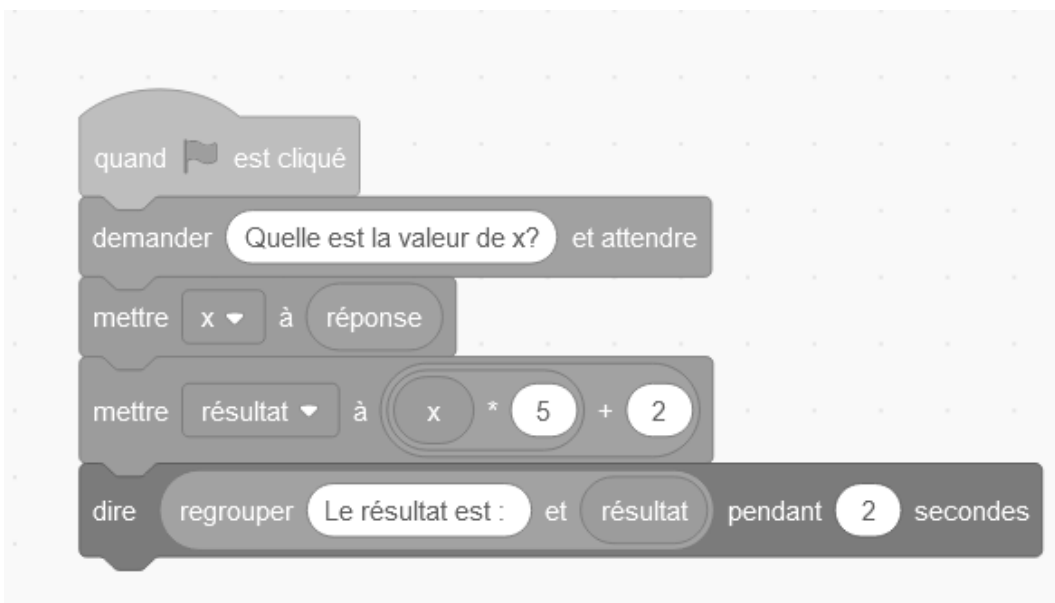 quand est cliqué
demander Quelle est la valeur de x? et attendre
mettre x à réponse
mettre résultat à x * 5 + 2
dire regrouper Le résultat est : et résultat pendant 2 secondes